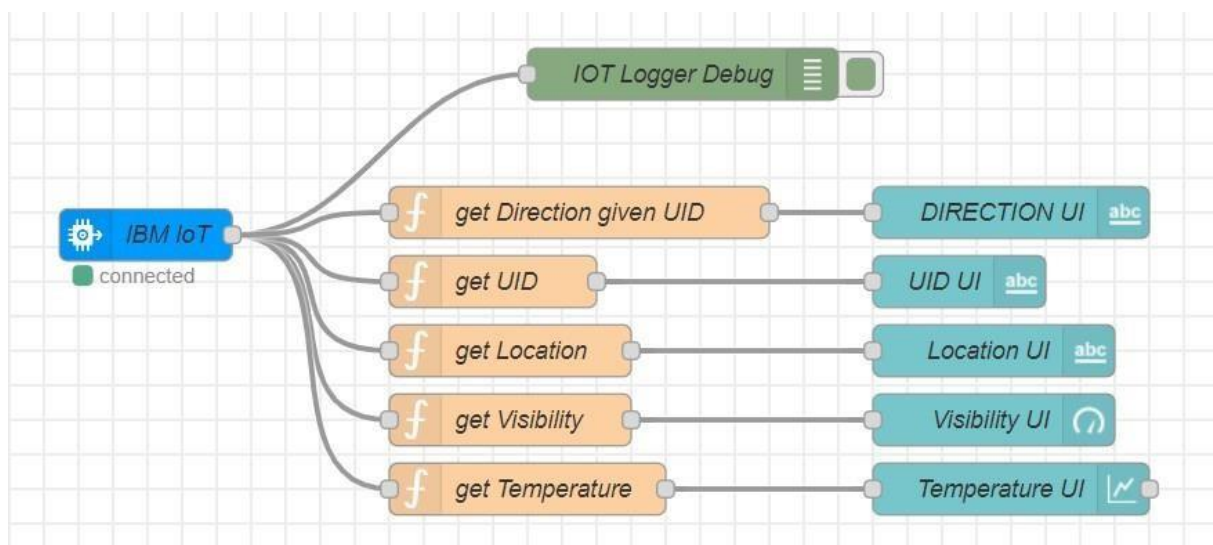 IOT Logger Debug
IBM IoT
connected
get Direction given UID
DIRECTION UI
abc
get UID
UID UI
abc
get Location
Location UI
abc
get Visibility
Visibility UI
get Temperature
Temperature UI